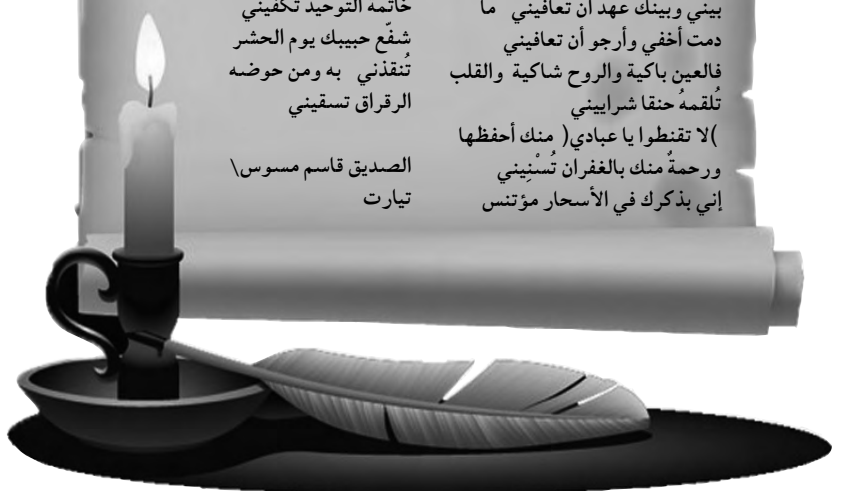 بيني وبينك عهد أن تعافيني ما
دمت أخفي وأرجو أن تعافيني
فالعين باكية والروح شاكية والقلب
تُلقمهُ حنقا شراييني
)لا تقنطوا يا عبادي( منك أحفظها
ورحمةٌ منك بالغفران تُسْنِيني
إني بذكرك في الأسحار مؤتنس
خاتمه التوحيد تكفيني
شفّع حبيبك يوم الحشر
تُنقذني به ومن حوضه
الرقراق تسقيني
الصديق قاسم مسوس\
تيارت